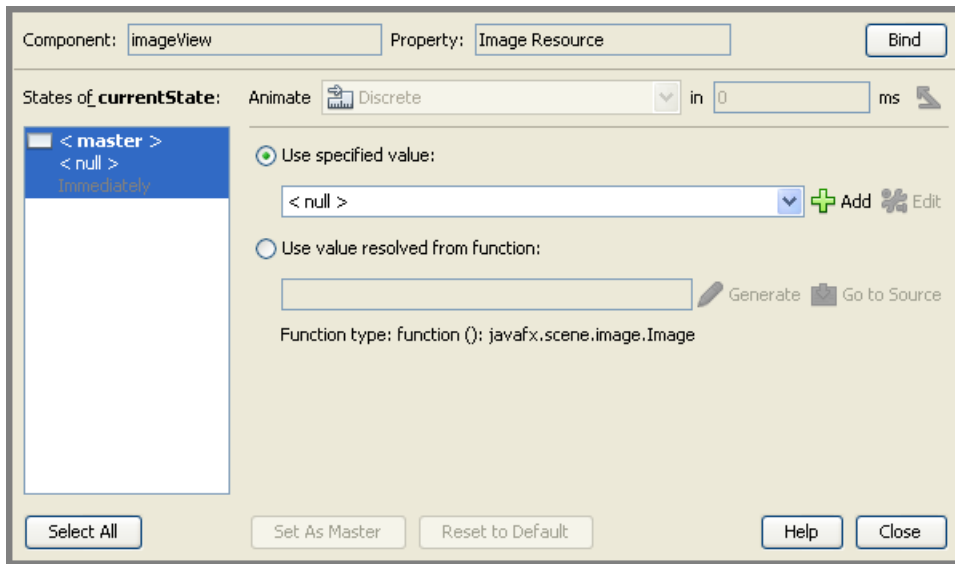 Component: imageView Property: Image Resource Bind
States of currentState: Animate Discrete in 0 ms
< master >
< null >
Immediately
Use specified value:
< null > Add Edit
Use value resolved from function:
Generate Go to Source
Function type: function (): javafx.scene.image.Image
Select All Set As Master Reset to Default Help Close